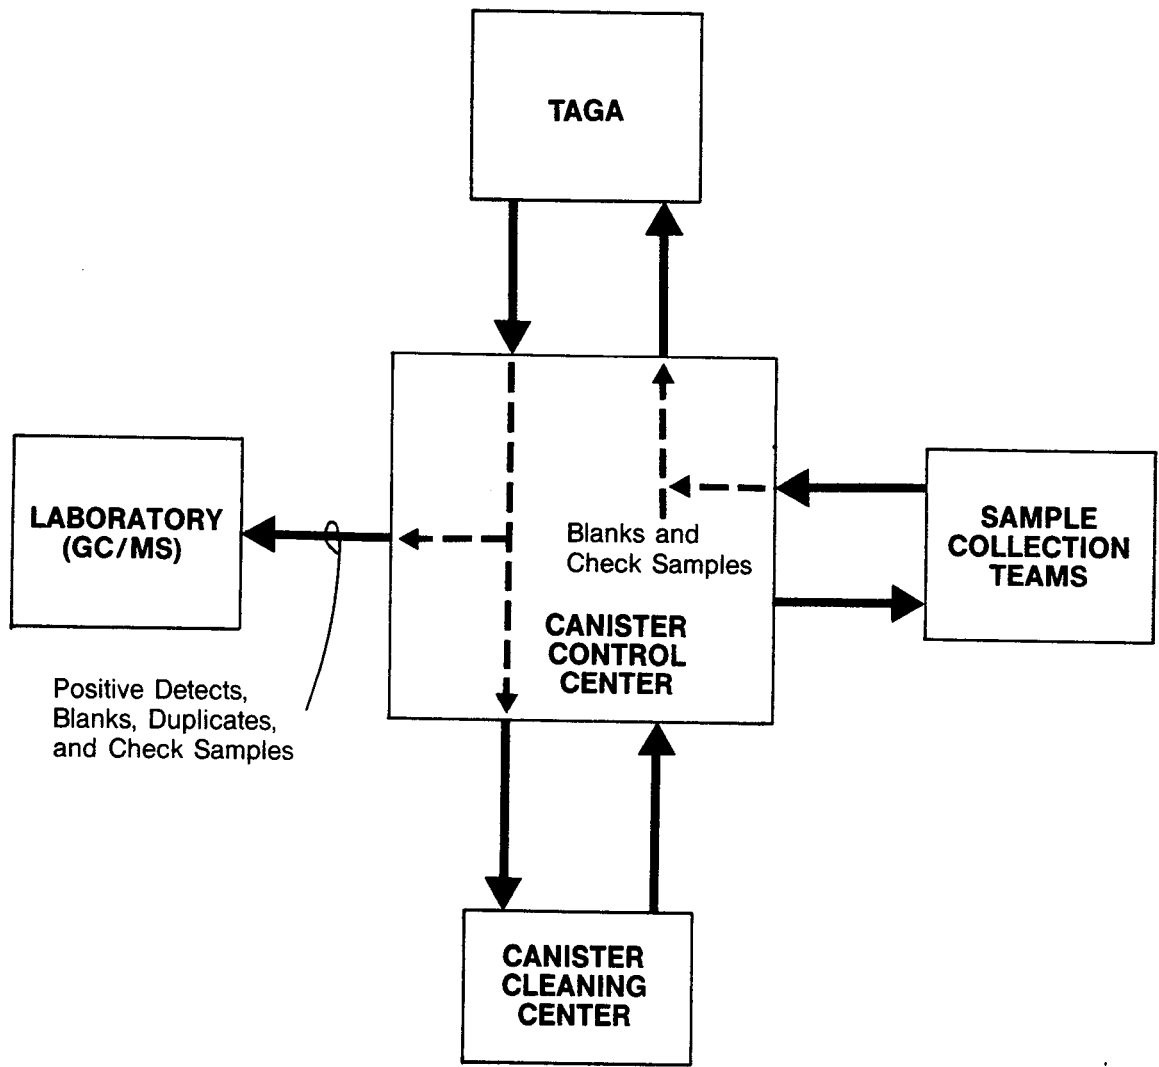 TAGA
LABORATORY
(GC/MS)
Blanks and
Check Samples
SAMPLE
COLLECTION
TEAMS
CANISTER
CONTROL
CENTER
Positive Detects,
Blanks, Duplicates,
and Check Samples
CANISTER
CLEANING
CENTER